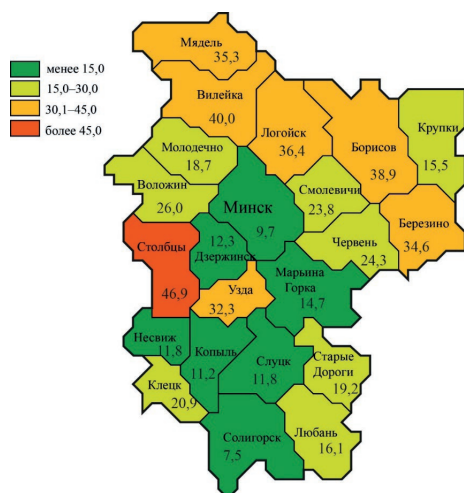 менее 15,0
15,0–30,0
30,1–45,0
более 45,0
Мядель
35,3
Вилейка
40,0
Логойск
36,4
Борисов
38,9
Крупки
15,5
Молодечно
18,7
Воложин
26,0
Минск
9,7
Смолевичи
23,8
Березино
34,6
Червень
24,3
Столбцы
46,9
12,3
Дзержинск
Марьина
Горка
14,7
Узда
32,3
Несвиж
11,8
Копыль
11,2
Слуцк
11,8
Старые
Дороги
19,2
Клецк
20,9
Солигорск
7,5
Любань
16,1